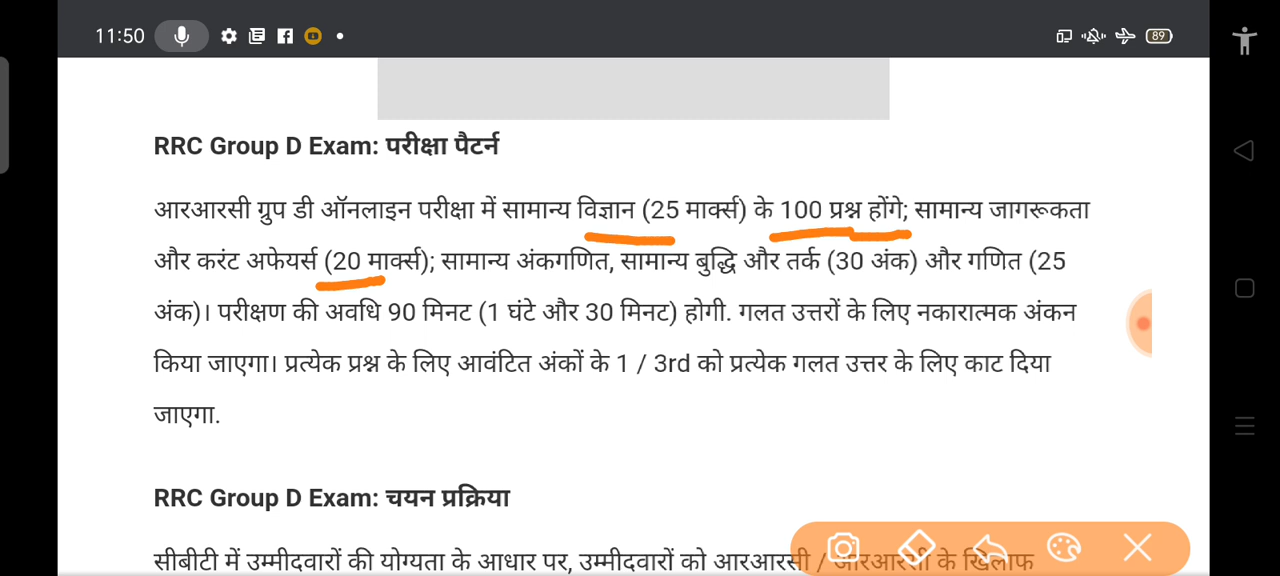 11:50
89
RRC Group D Exam: परीक्षा पैटर्न
आरआरसी ग्रुप डी ऑनलाइन परीक्षा में सामान्य विज्ञान (25 मार्क्स) के 100 प्रश्न होंगे; सामान्य जागरूकता
और करंट अफेयर्स (20 मार्क्स); सामान्य अंकगणित, सामान्य बुद्धि और तर्क (30 अंक) और गणित (25
अंक)। परीक्षण की अवधि 90 मिनट (1 घंटे और 30 मिनट) होगी. गलत उत्तरों के लिए नकारात्मक अंकन
किया जाएगा। प्रत्येक प्रश्न के लिए आवंटित अंकों के 1 / 3rd को प्रत्येक गलत उत्तर के लिए काट दिया
जाएगा.
RRC Group D Exam: चयन प्रक्रिया
सीबीटी में उम्मीदवारों की योग्यता के आधार पर, उम्मीदवारों को आरआरसी / आरआरसी के खिलाफ